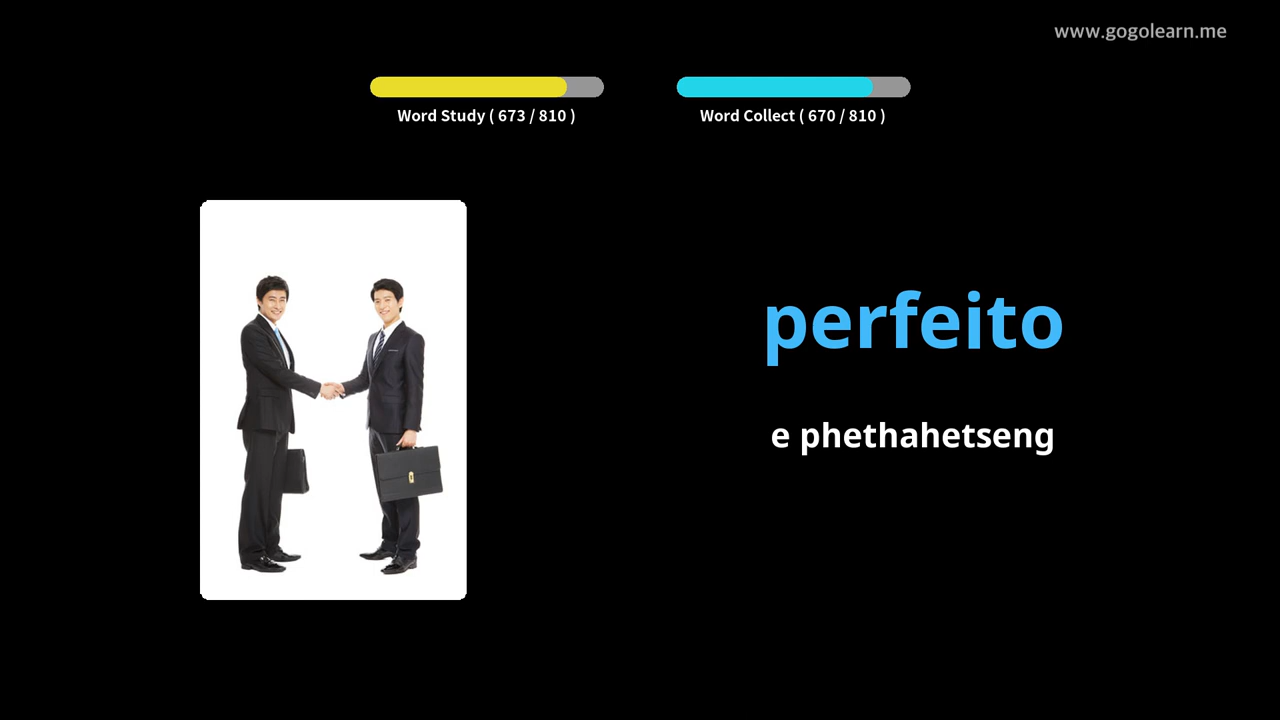 www.gogolearn.me
Word Study ( 673 / 810 )
Word Collect ( 670 / 810 )
perfeito
e phethahetseng